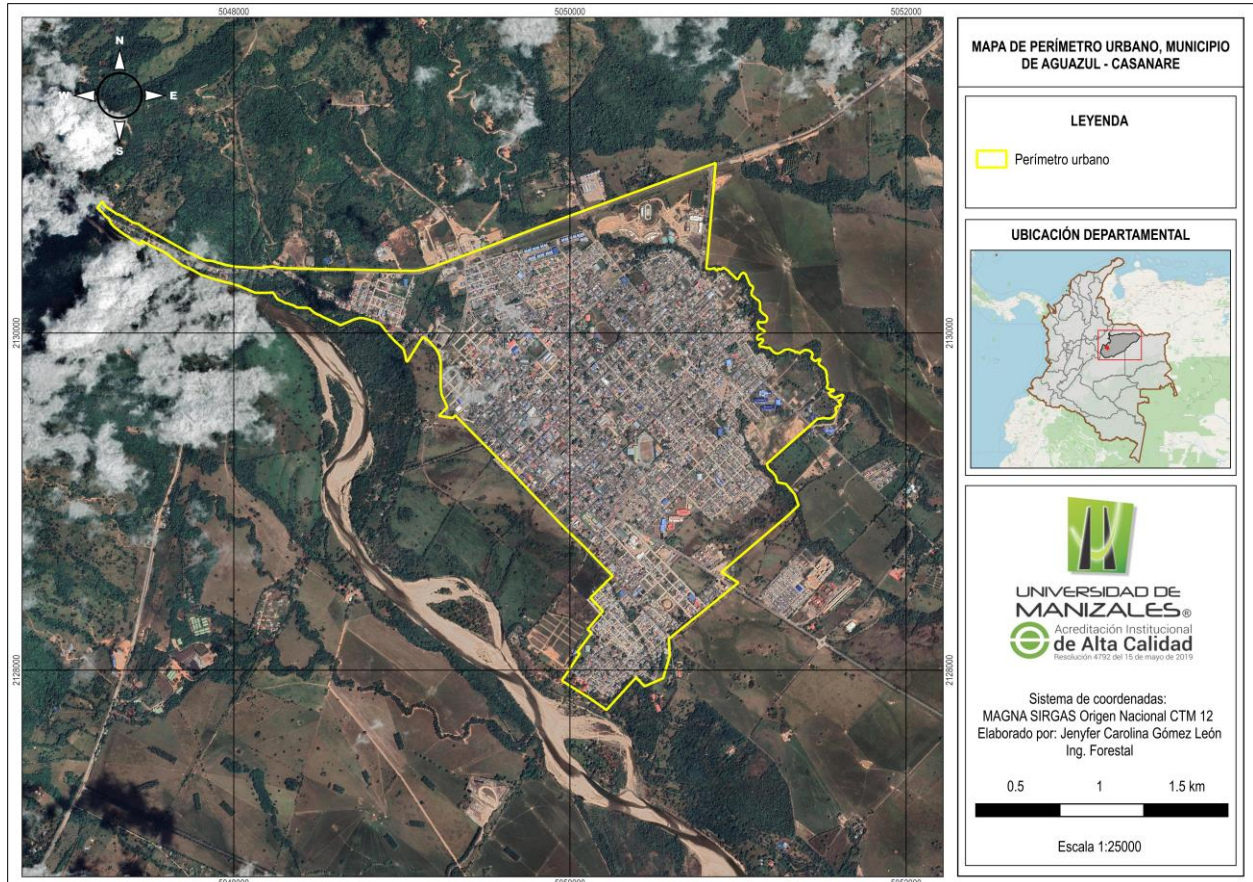 5048000
5050000
5052000
N
E
S
2130000
2130000
2128000
2128000
5048000
5050000
5052000
MAPA DE PERÍMETRO URBANO, MUNICIPIO
DE AGUAZUL - CASANARE
LEYENDA
Perímetro urbano
UBICACIÓN DEPARTAMENTAL
UNIVERSIDAD DE
MANIZALES®
Acreditación Institucional
de Alta Calidad
Resolución 4792 del 15 de mayo de 2019
Sistema de coordenadas:
MAGNA SIRGAS Origen Nacional CTM 12
Elaborado por: Jenyfer Carolina Gómez León
Ing. Forestal
0.5 1 1.5 km
Escala 1:25000